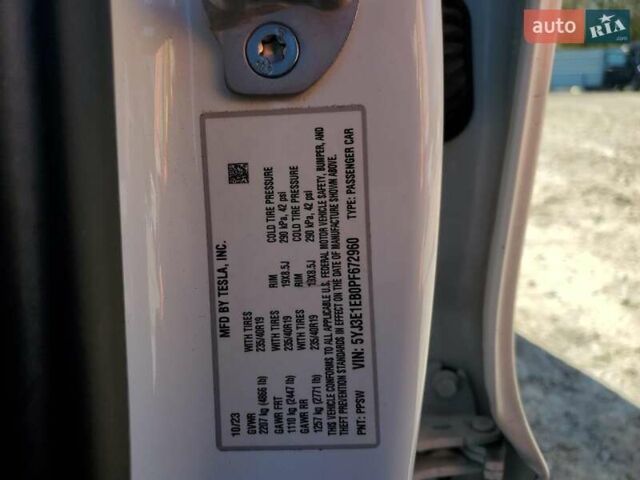 auto RIA
.com
MFD BY TESLA, INC.
10/23
GVWR WITH TIRES RIM COLD TIRE PRESSURE
2207 kg (4866 lb) 235/40R19 19X8.5J 290 kPa, 42 psi
GAWR FRT WITH TIRES RIM COLD TIRE PRESSURE
1110 kg (2447 lb) 235/40R19 19X8.5J 290 kPa, 42 psi
GAWR RR WITH TIRES
1257 kg (2771 lb) 235/40R19
THIS VEHICLE CONFORMS TO ALL APPLICABLE U.S. FEDERAL MOTOR VEHICLE SAFETY, BUMPER, AND
THEFT PREVENTION STANDARDS IN EFFECT ON THE DATE OF MANUFACTURE SHOWN ABOVE.
VIN: 5YJ3E1EB0PF672960
PNT: PPSW TYPE: PASSENGER CAR